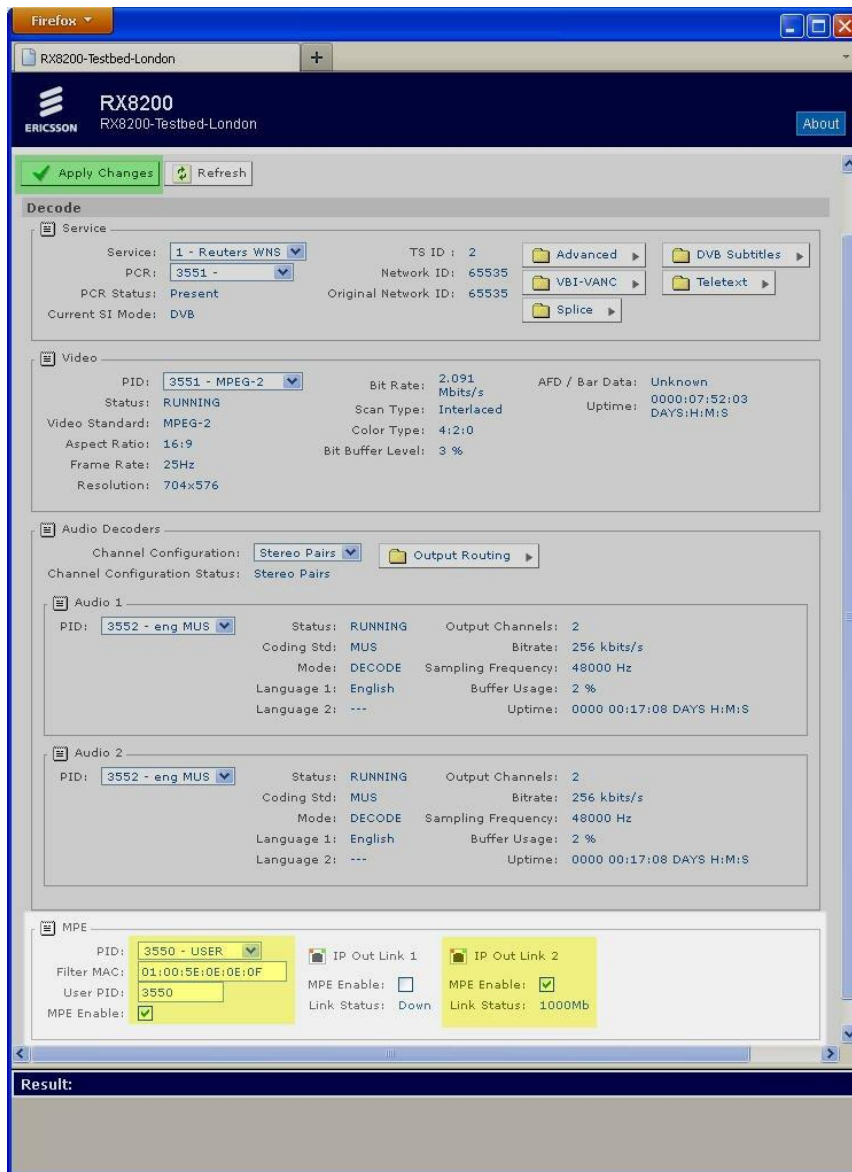 Firefox
RX8200-Testbed-London
+
ERICSSON
RX8200
RX8200-Testbed-London
About
Apply Changes
Refresh
Decode
Service
Service: 1 - Reuters WNS
PCR: 3551 -
PCR Status: Present
Current SI Mode: DVB
TS ID : 2
Network ID: 65535
Original Network ID: 65535
Advanced
DVB Subtitles
VBI-VANC
Teletext
Splice
Video
PID: 3551 - MPEG-2
Status: RUNNING
Video Standard: MPEG-2
Aspect Ratio: 16:9
Frame Rate: 25Hz
Resolution: 704x576
Bit Rate: 2.091
Mbits/s
Scan Type: Interlaced
Color Type: 4:2:0
Bit Buffer Level: 3 %
AFD / Bar Data: Unknown
Uptime: 0000:07:52:03
DAYS:H:M:S
Audio Decoders
Channel Configuration: Stereo Pairs
Output Routing
Channel Configuration Status: Stereo Pairs
Audio 1
PID: 3552 - eng MUS
Status: RUNNING
Coding Std: MUS
Mode: DECODE
Language 1: English
Language 2: ---
Output Channels: 2
Bitrate: 256 kbits/s
Sampling Frequency: 48000 Hz
Buffer Usage: 2 %
Uptime: 0000 00:17:08 DAYS H:M:S
Audio 2
PID: 3552 - eng MUS
Status: RUNNING
Coding Std: MUS
Mode: DECODE
Language 1: English
Language 2: ---
Output Channels: 2
Bitrate: 256 kbits/s
Sampling Frequency: 48000 Hz
Buffer Usage: 2 %
Uptime: 0000 00:17:08 DAYS H:M:S
MPE
PID: 3550 - USER
Filter MAC: 01:00:5E:0E:0E:0F
User PID: 3550
MPE Enable:
IP Out Link 1
MPE Enable:
Link Status: Down
IP Out Link 2
MPE Enable:
Link Status: 1000Mb
Result: